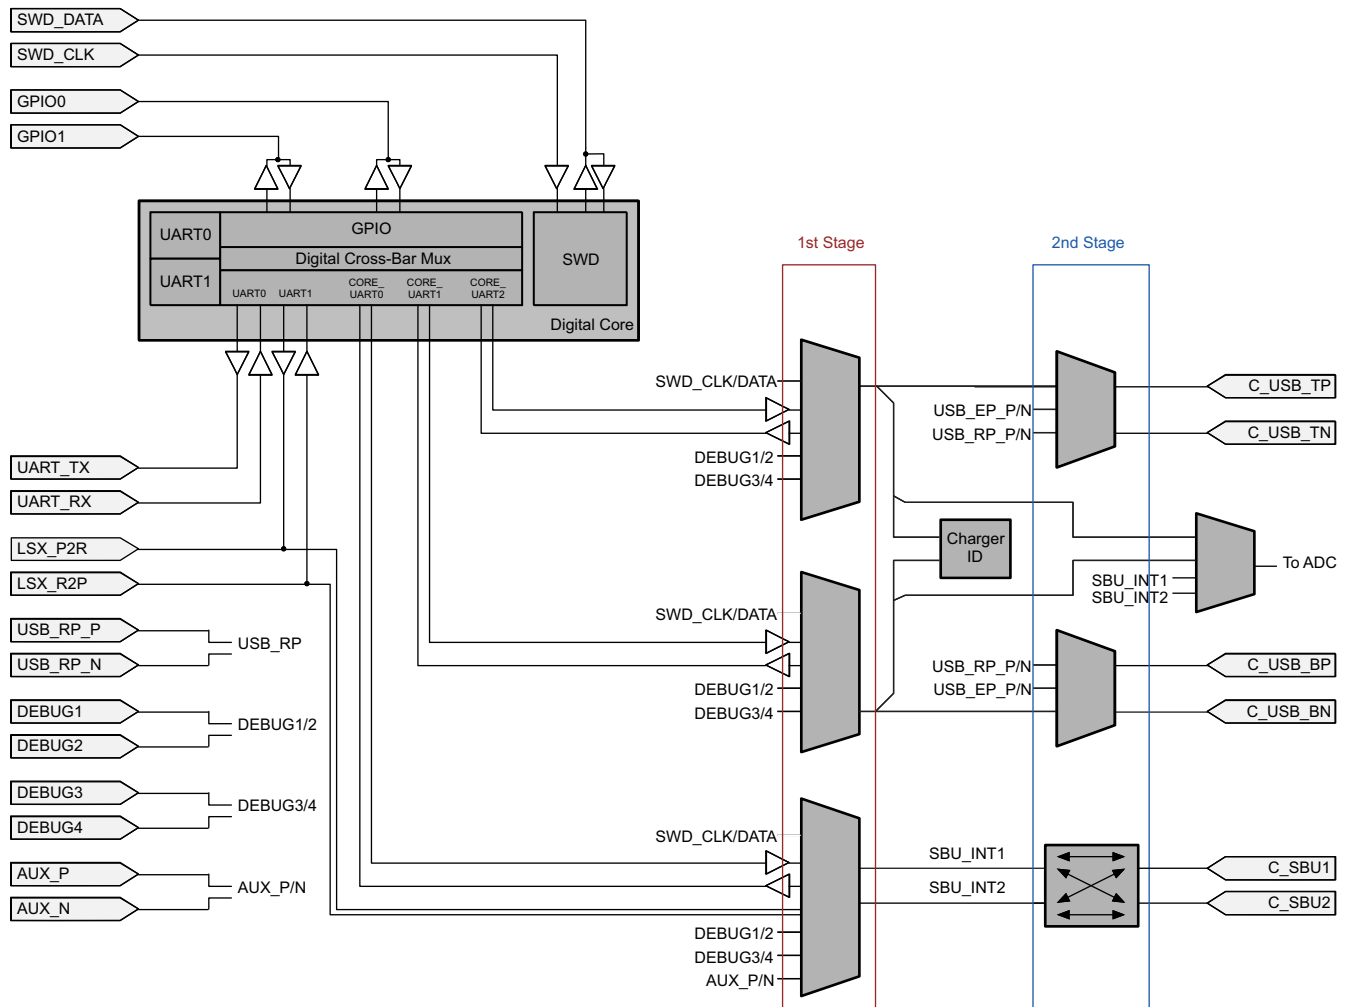 SWD_DATA
SWD_CLK
GPIO0
GPIO1
UART0
GPIO
Digital Cross-Bar Mux
SWD
UART1
UART0
UART1
CORE_
UART0
CORE_
UART1
CORE_
UART2
Digital Core
1st Stage
2nd Stage
SWD_CLK/DATA
DEBUG1/2
DEBUG3/4
USB_EP_P/N
USB_RP_P/N
C_USB_TP
C_USB_TN
UART_TX
UART_RX
LSX_P2R
LSX_R2P
Charger
ID
SBU_INT1
SBU_INT2
To ADC
USB_RP_P
USB_RP_N
USB_RP
SWD_CLK/DATA
DEBUG1/2
DEBUG3/4
USB_RP_P/N
USB_EP_P/N
C_USB_BP
C_USB_BN
DEBUG1
DEBUG2
DEBUG1/2
DEBUG3
DEBUG4
DEBUG3/4
AUX_P
AUX_N
AUX_P/N
SWD_CLK/DATA
DEBUG1/2
DEBUG3/4
AUX_P/N
SBU_INT1
SBU_INT2
C_SBU1
C_SBU2